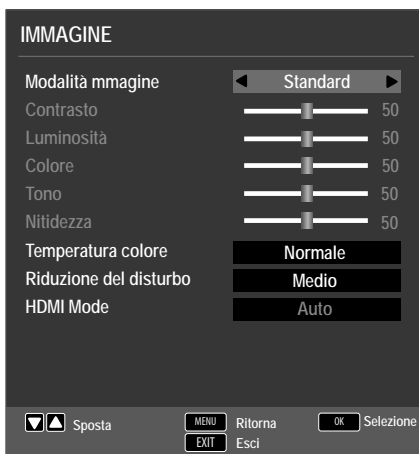 IMMAGINE
Modalità mmagine Standard
Contrasto 50
Luminosità 50
Colore 50
Tono 50
Nitidezza 50
Temperatura colore Normale
Riduzione del disturbo Medio
HDMI Mode Auto
Sposta MENU Ritorna OK Selezione
EXIT Esci